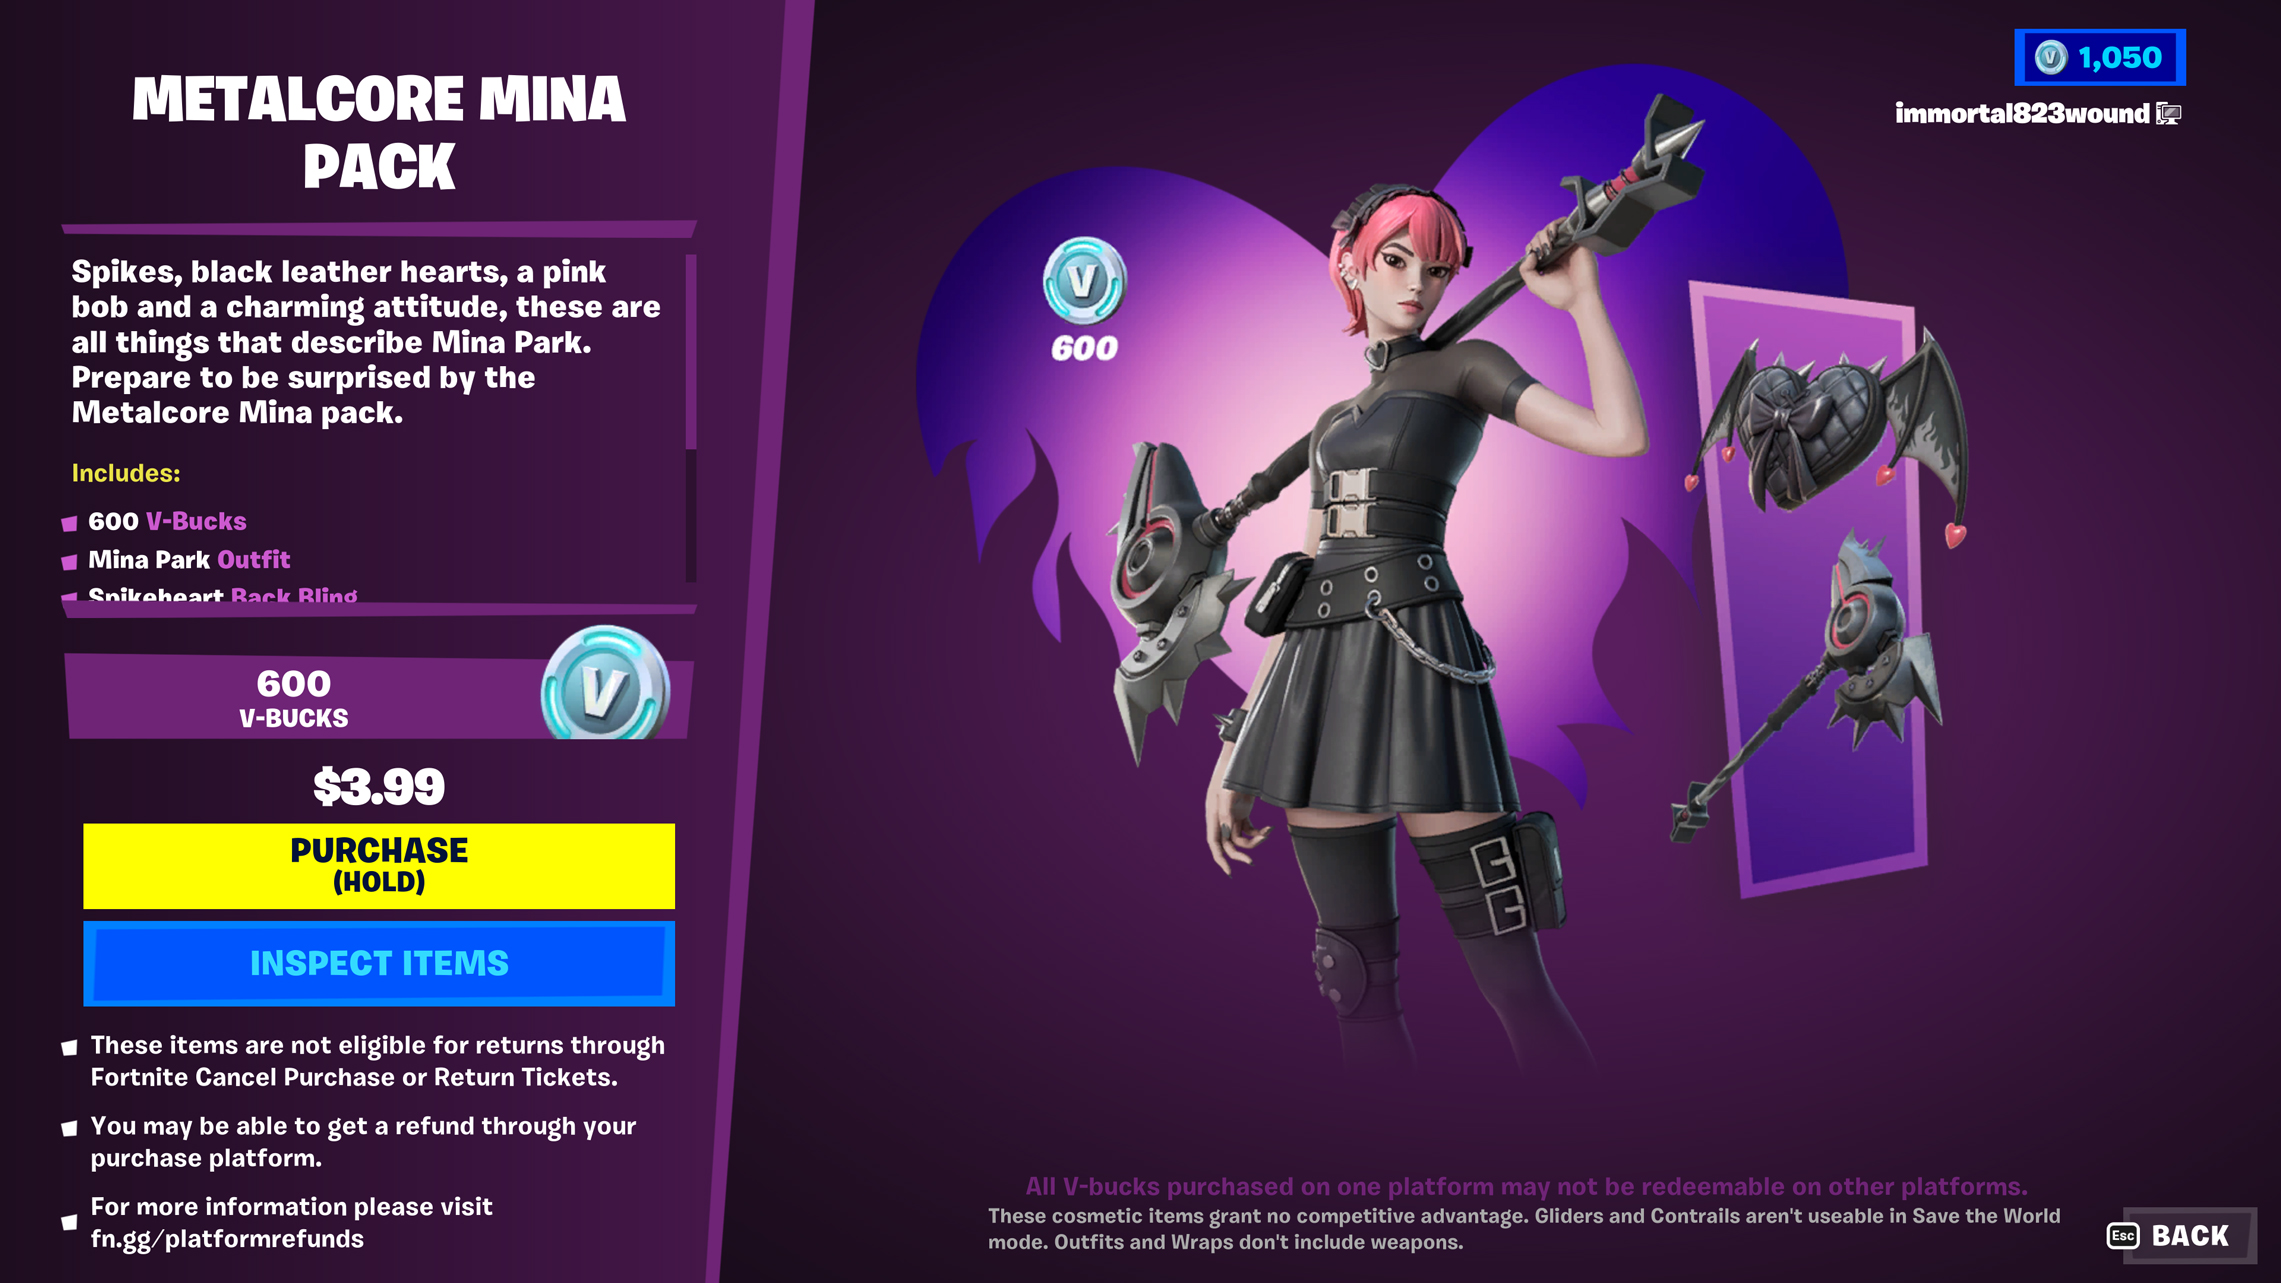 METALCORE MINA
PACK
Spikes, black leather hearts, a pink
bob and a charming attitude, these are
all things that describe Mina Park.
Prepare to be surprised by the
Metalcore Mina pack.
Includes:
600 V-Bucks
Mina Park Outfit
Spikeheart Back Bling
600
V-BUCKS
$3.99
PURCHASE
(HOLD)
INSPECT ITEMS
These items are not eligible for returns through
Fortnite Cancel Purchase or Return Tickets.
You may be able to get a refund through your
purchase platform.
For more information please visit
fn.gg/platformrefunds
1,050
immortal823wound
600
All V-bucks purchased on one platform may not be redeemable on other platforms.
These cosmetic items grant no competitive advantage. Gliders and Contrails aren't useable in Save the World
mode. Outfits and Wraps don't include weapons.
Esc BACK